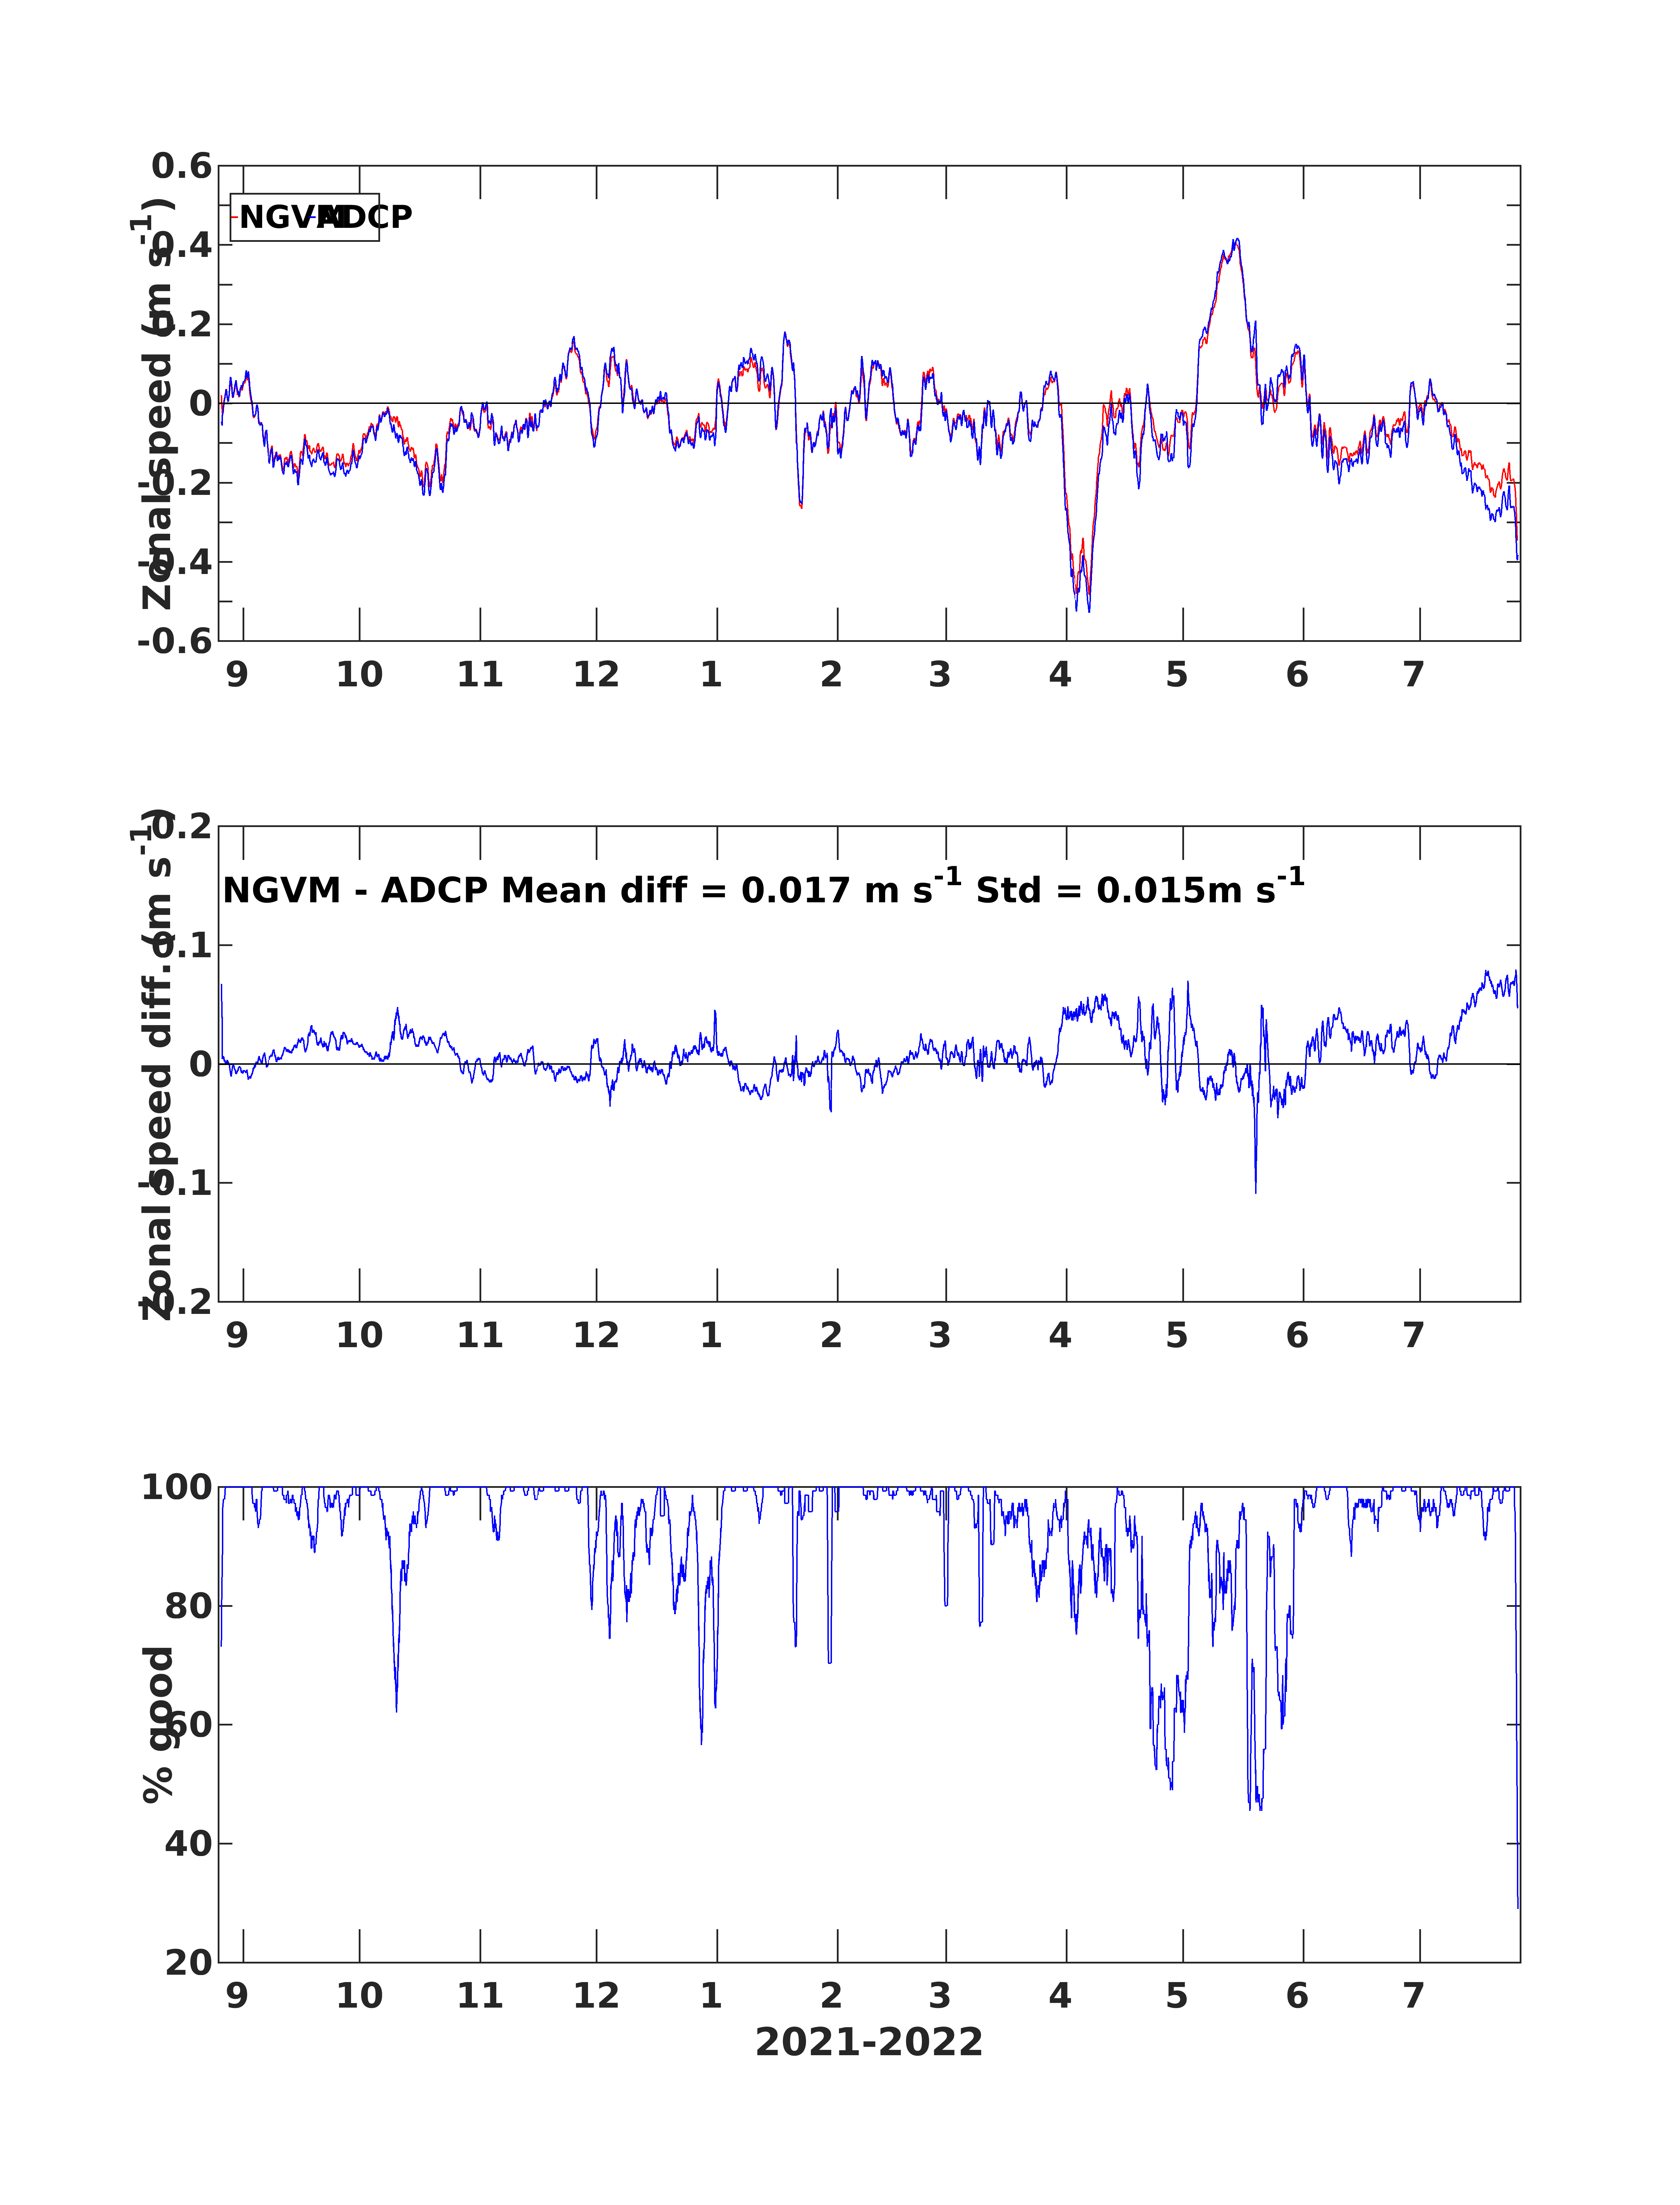 0.6
0.4
0.2
0
-0.2
-0.4
-0.6
Zonal speed (m s-1)
NGVM ADCP
9 10 11 12 1 2 3 4 5 6 7
0.2
0.1
0
-0.1
-0.2
Zonal speed diff. (m s-1)
NGVM - ADCP Mean diff = 0.017 m s-1 Std = 0.015m s-1
9 10 11 12 1 2 3 4 5 6 7
100
80
60
40
20
% good
9 10 11 12 1 2 3 4 5 6 7
2021-2022